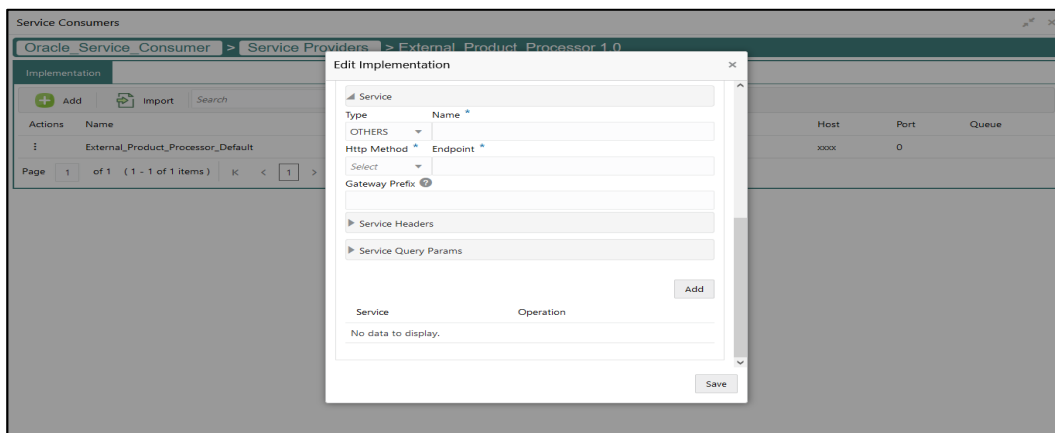 Service Consumers
Oracle_Service_Consumer > Service Providers > External_Product_Processor 1.0
Implementation
Edit Implementation
Add Import Search
Actions Name Host Port Queue
External_Product_Processor_Default xxxx 0
Page 1 of 1 (1 - 1 of 1 items) 1
Service
Type Name *
OTHERS
Http Method * Endpoint *
Select
Gateway Prefix ?
Service Headers
Service Query Params
Add
Service Operation
No data to display.
Save